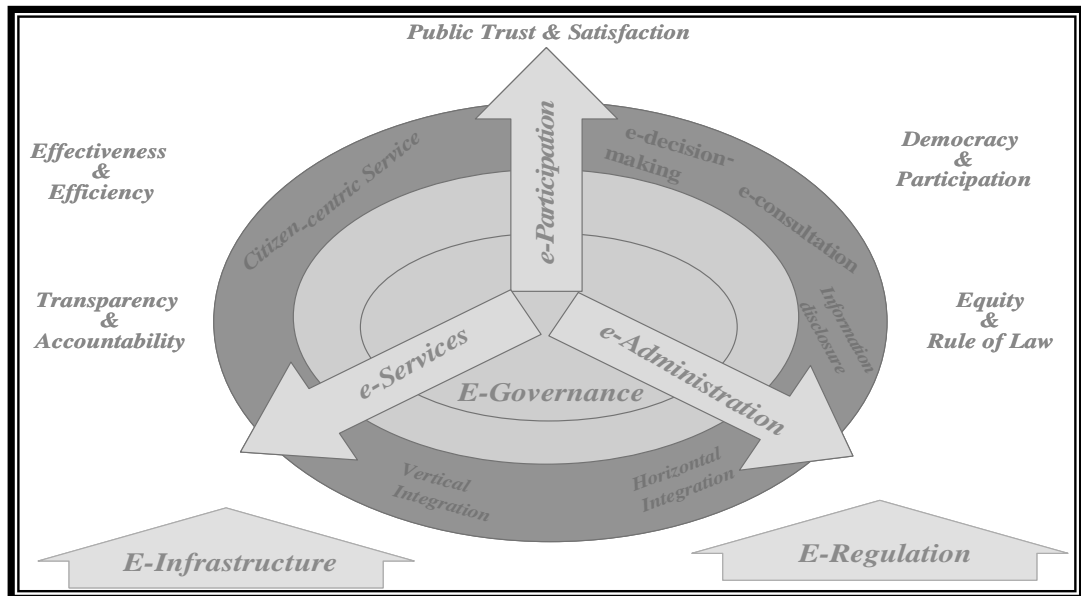 Public Trust & Satisfaction
Effectiveness
&
Efficiency
Transparency
&
Accountability
Citizen-centric Service
e-Participation
e-decision-
making
e-consultation
Information
disclosure
Democracy
&
Participation
Equity
&
Rule of Law
e-Services
e-Administration
E-Governance
Vertical
Integration
Horizontal
Integration
E-Infrastructure
E-Regulation